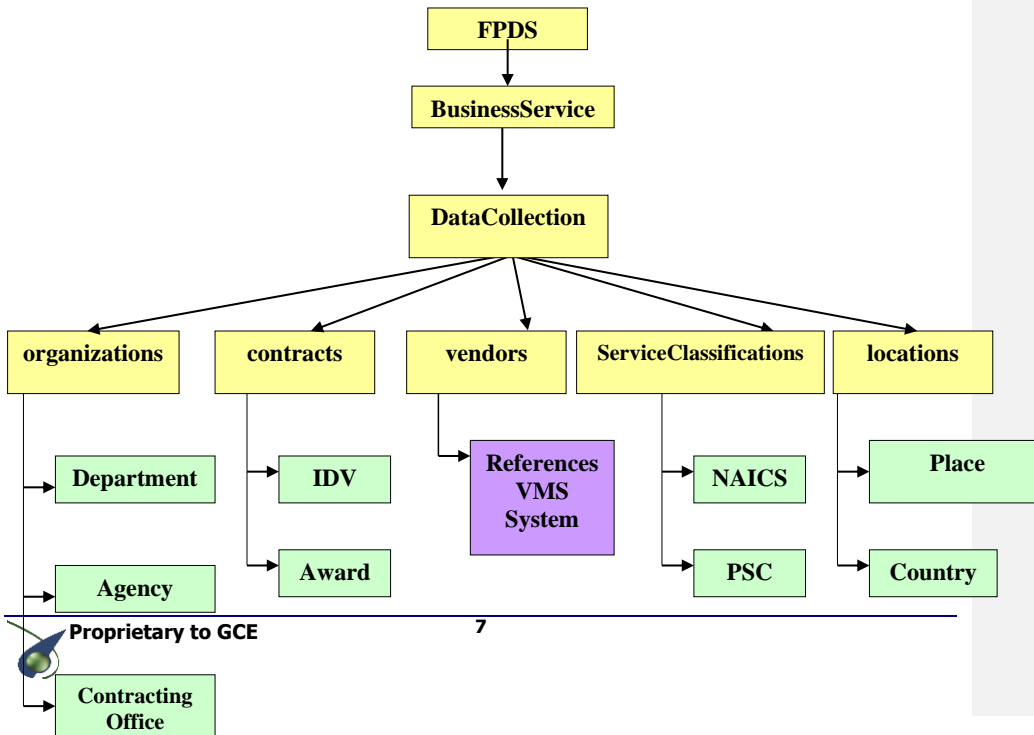 FPDS
BusinessService
DataCollection
organizations
contracts
vendors
ServiceClassifications
locations
Department
IDV
References
VMS
System
NAICS
Place
Agency
Award
PSC
Country
Proprietary to GCE
7
Contracting
Office